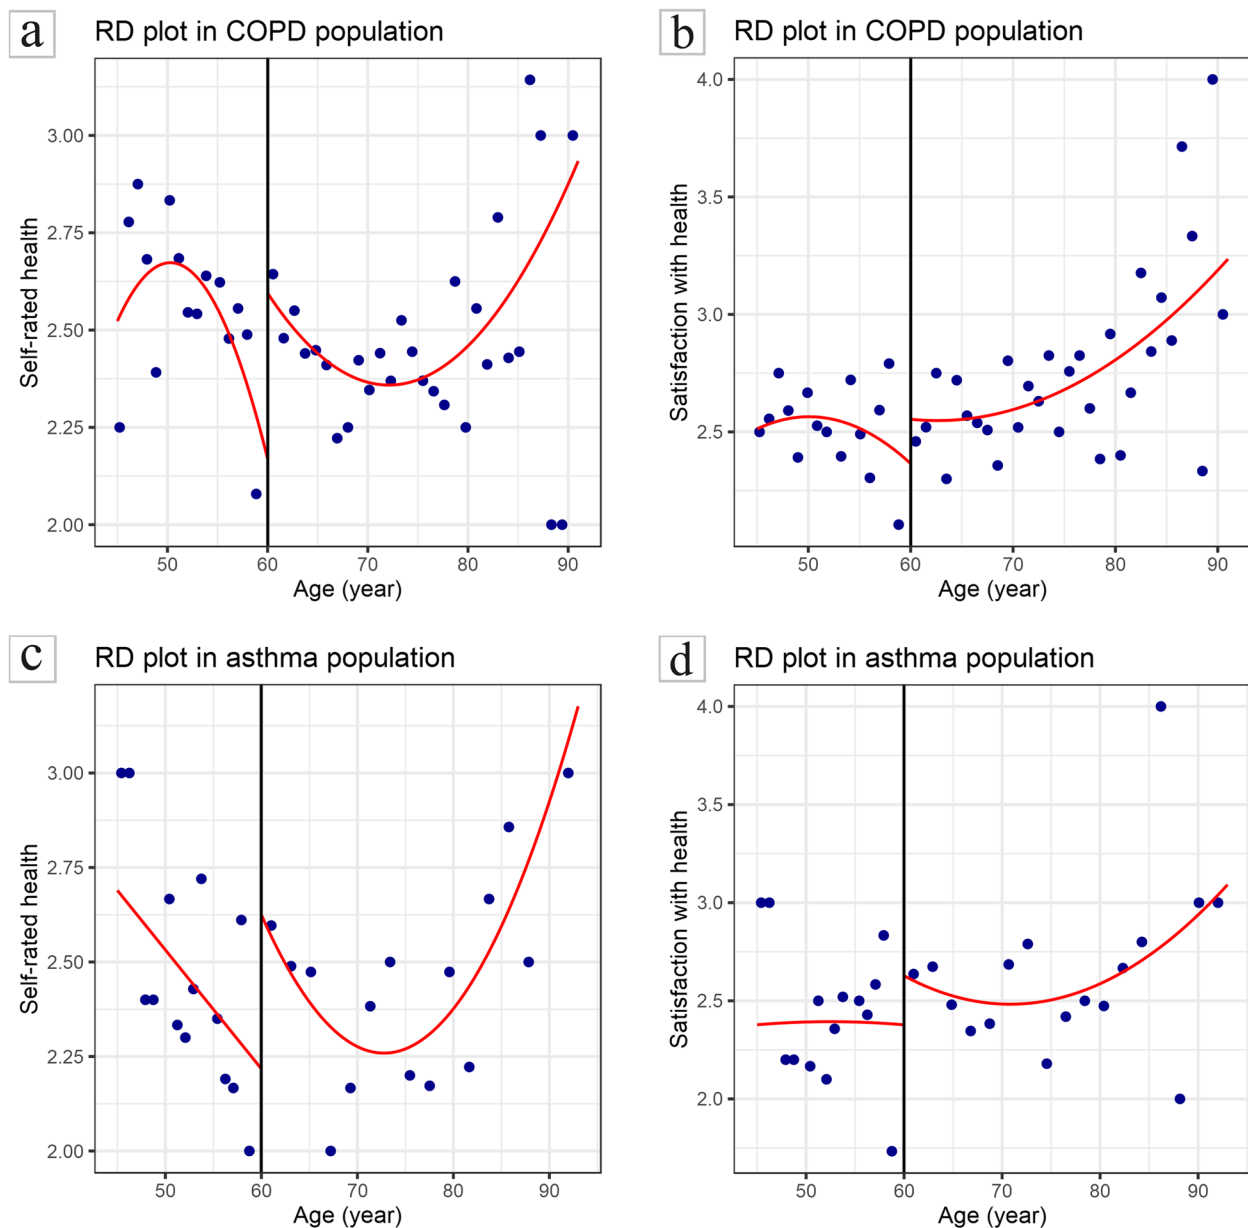 a
RD plot in COPD population
Self-rated health
3.00
2.75
2.50
2.25
2.00
50 60 70 80 90
Age (year)
b
RD plot in COPD population
Satisfaction with health
4.0
3.5
3.0
2.5
50 60 70 80 90
Age (year)
c
RD plot in asthma population
Self-rated health
3.00
2.75
2.50
2.25
2.00
50 60 70 80 90
Age (year)
d
RD plot in asthma population
Satisfaction with health
4.0
3.5
3.0
2.5
2.0
50 60 70 80 90
Age (year)